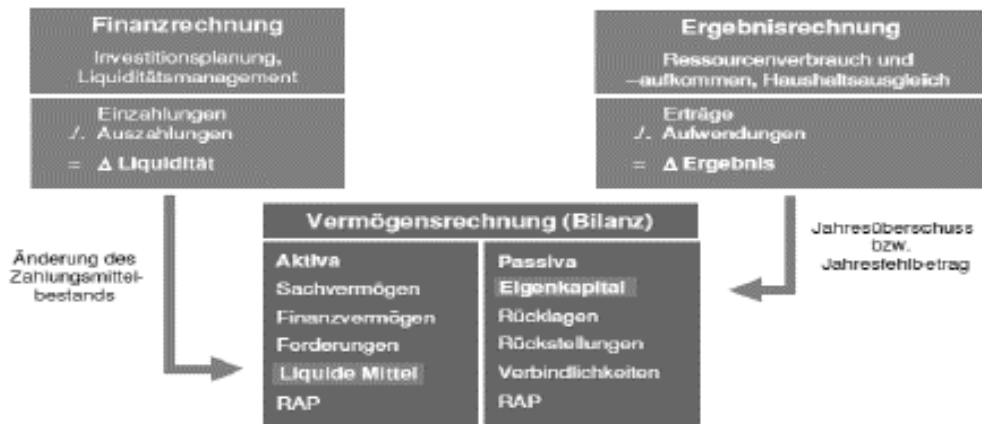 Finanzrechnung
Investitionsplanung,
Liquiditätsmanagement
Einzahlungen
./. Auszahlungen
= Δ Liquidität
Ergebnisrechnung
Ressourcenverbrauch und
–aufkommen, Haushaltsausgleich
Erträge
./. Aufwendungen
= Δ Ergebnis
Änderung des
Zahlungsmittel-
bestands
Vermögensrechnung (Bilanz)
Aktiva
Sachvermögen
Finanzvermögen
Forderungen
Liquide Mittel
RAP
Passiva
Eigenkapital
Rücklagen
Rückstellungen
Verbindlichkeiten
RAP
Jahresüberschuss
bzw.
Jahresfehlbetrag